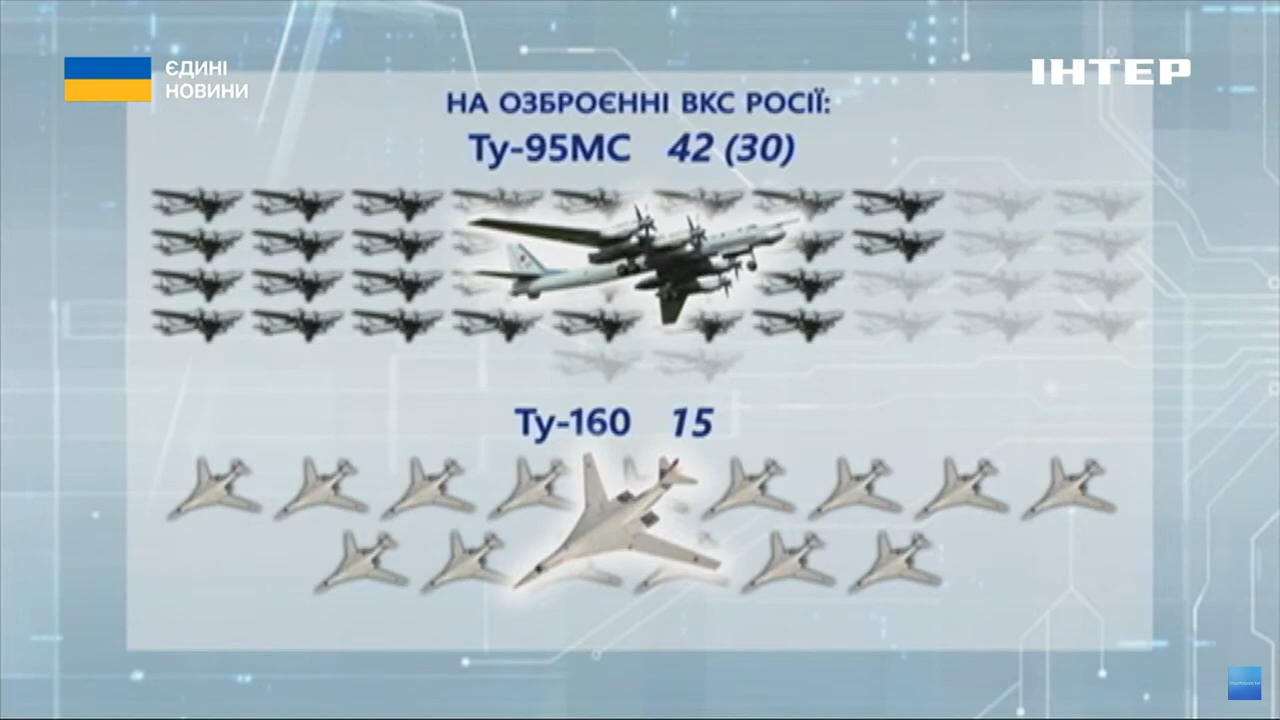 ЄДИНІ
НОВИНИ
ІНТЕР
НА ОЗБРОЄННІ ВКС РОСІЇ:
Ту-95МС 42 (30)
Ту-160 15